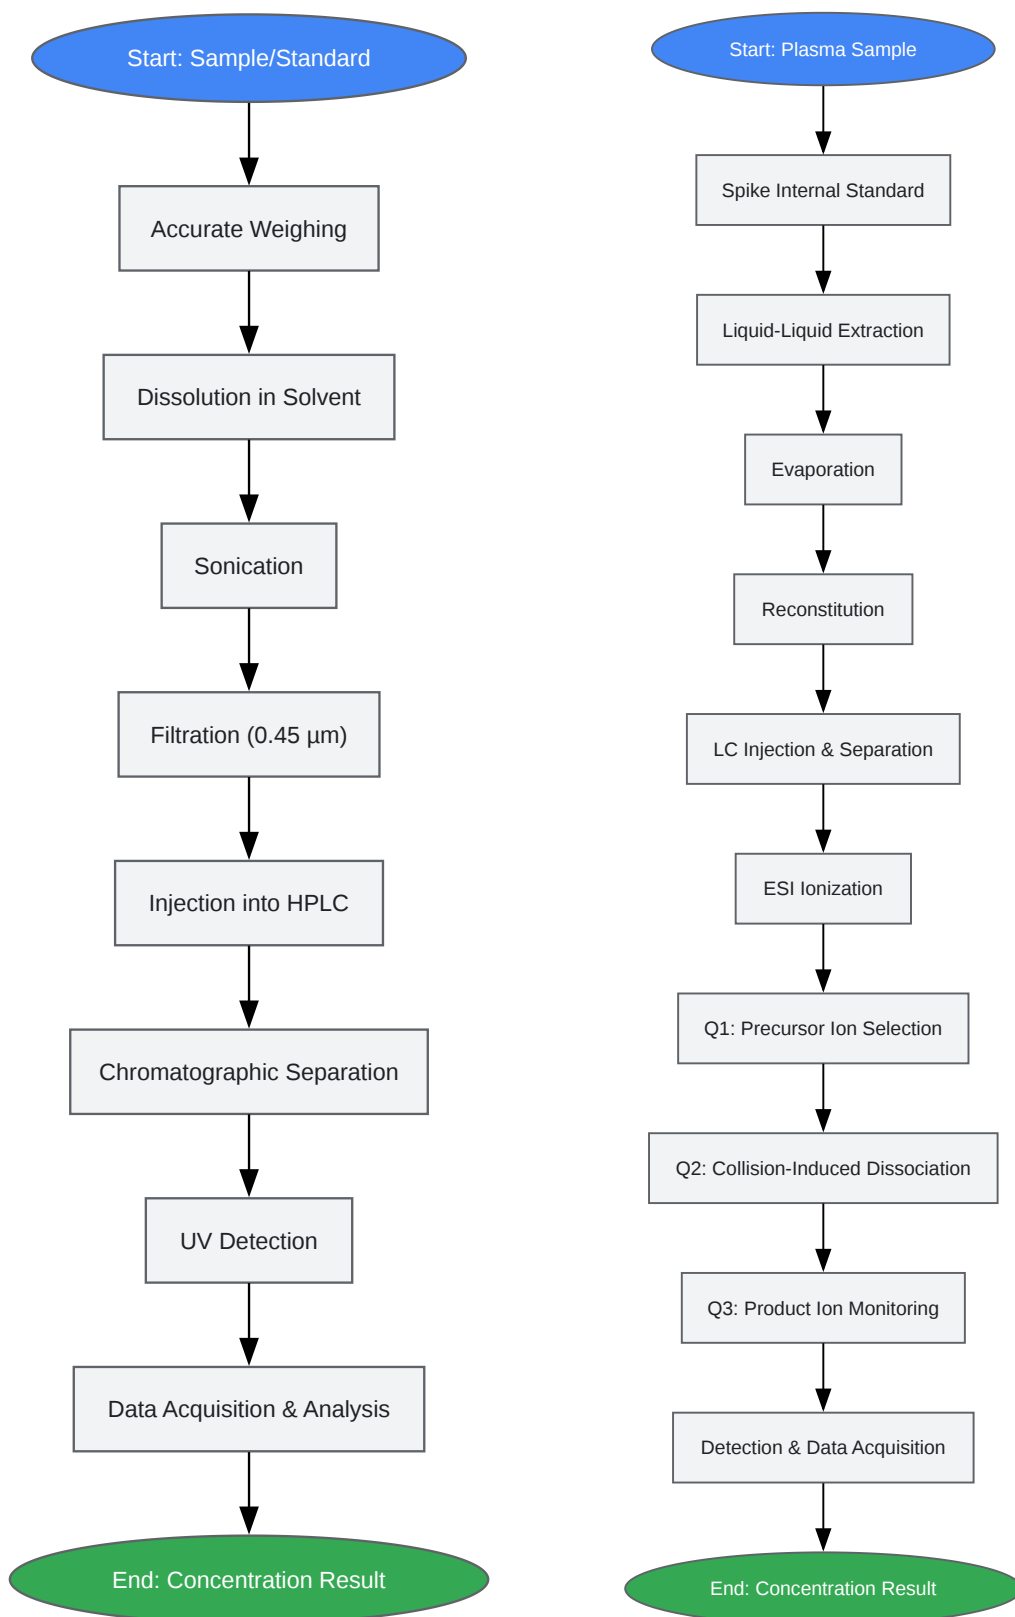 Start: Sample/Standard
Accurate Weighing
Dissolution in Solvent
Sonication
Filtration (0.45 µm)
Injection into HPLC
Chromatographic Separation
UV Detection
Data Acquisition & Analysis
End: Concentration Result
Start: Plasma Sample
Spike Internal Standard
Liquid-Liquid Extraction
Evaporation
Reconstitution
LC Injection & Separation
ESI Ionization
Q1: Precursor Ion Selection
Q2: Collision-Induced Dissociation
Q3: Product Ion Monitoring
Detection & Data Acquisition
End: Concentration Result